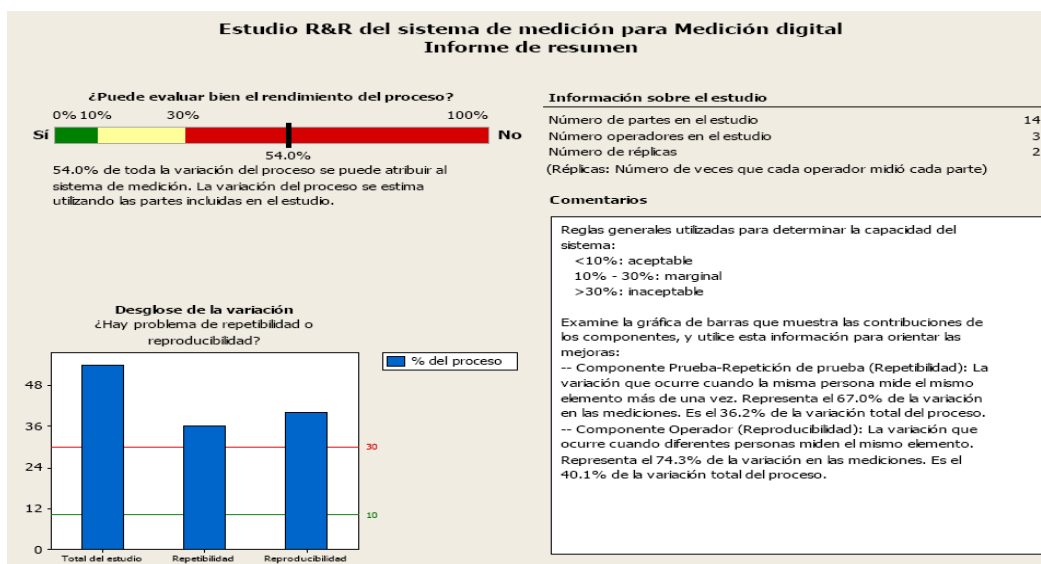 Estudio R&R del sistema de medición para Medición digital
Informe de resumen
¿Puede evaluar bien el rendimiento del proceso?
0% 10% 30% 100%
Sí No
54.0%
54.0% de toda la variación del proceso se puede atribuir al
sistema de medición. La variación del proceso se estima
utilizando las partes incluidas en el estudio.
Información sobre el estudio
Número de partes en el estudio 14
Número operadores en el estudio 3
Número de réplicas 2
(Réplicas: Número de veces que cada operador midió cada parte)
Comentarios
Reglas generales utilizadas para determinar la capacidad del
sistema:
<10%: aceptable
10% - 30%: marginal
>30%: inaceptable
Examine la gráfica de barras que muestra las contribuciones de
los componentes, y utilice esta información para orientar las
mejoras:
-- Componente Prueba-Repetición de prueba (Repetibilidad): La
variación que ocurre cuando la misma persona mide el mismo
elemento más de una vez. Representa el 67.0% de la variación
en las mediciones. Es el 36.2% de la variación total del proceso.
-- Componente Operador (Reproducibilidad): La variación que
ocurre cuando diferentes personas miden el mismo elemento.
Representa el 74.3% de la variación en las mediciones. Es el
40.1% de la variación total del proceso.
Desglose de la variación
¿Hay problema de repetibilidad o
reproducibilidad?
% del proceso
48
36
30
24
12
10
0
Total del estudio Repetibilidad Reproducibilidad